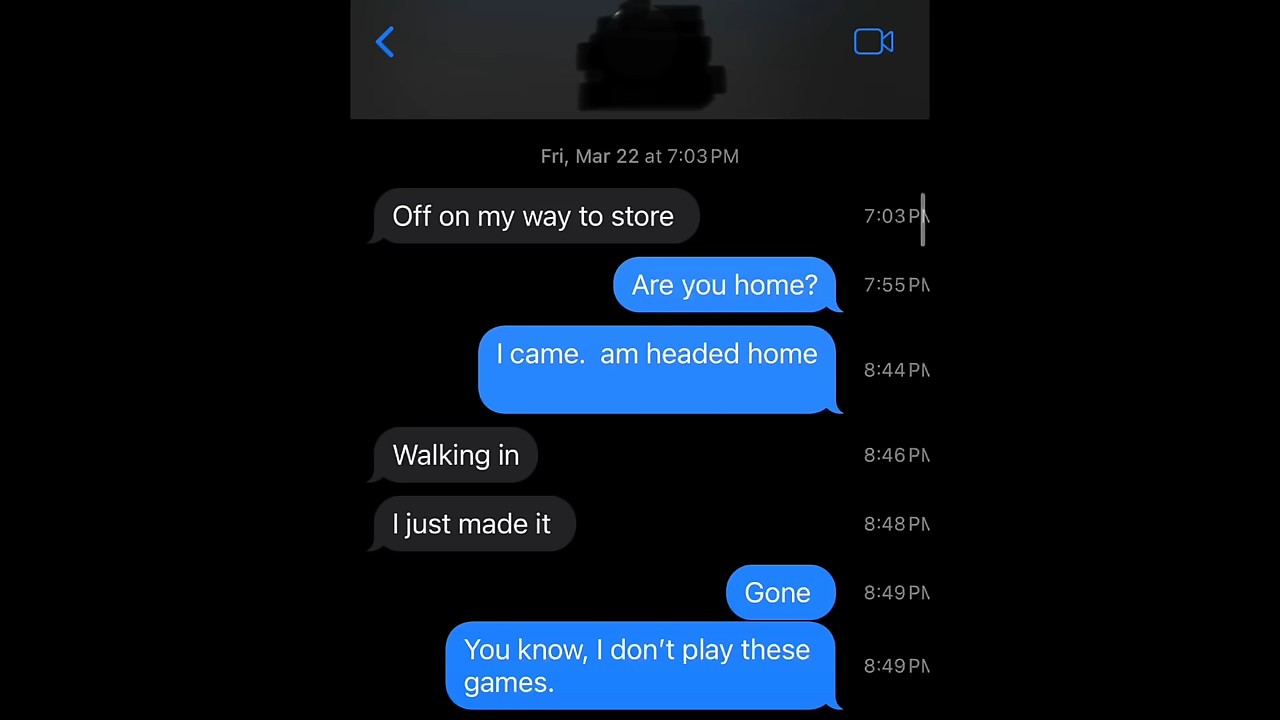 Fri, Mar 22 at 7:03 PM
Off on my way to store
7:03 PM
Are you home?
7:55 PM
I came.  am headed home
8:44 PM
Walking in
8:46 PM
I just made it
8:48 PM
Gone
8:49 PM
You know, I don’t play these
games.
8:49 PM